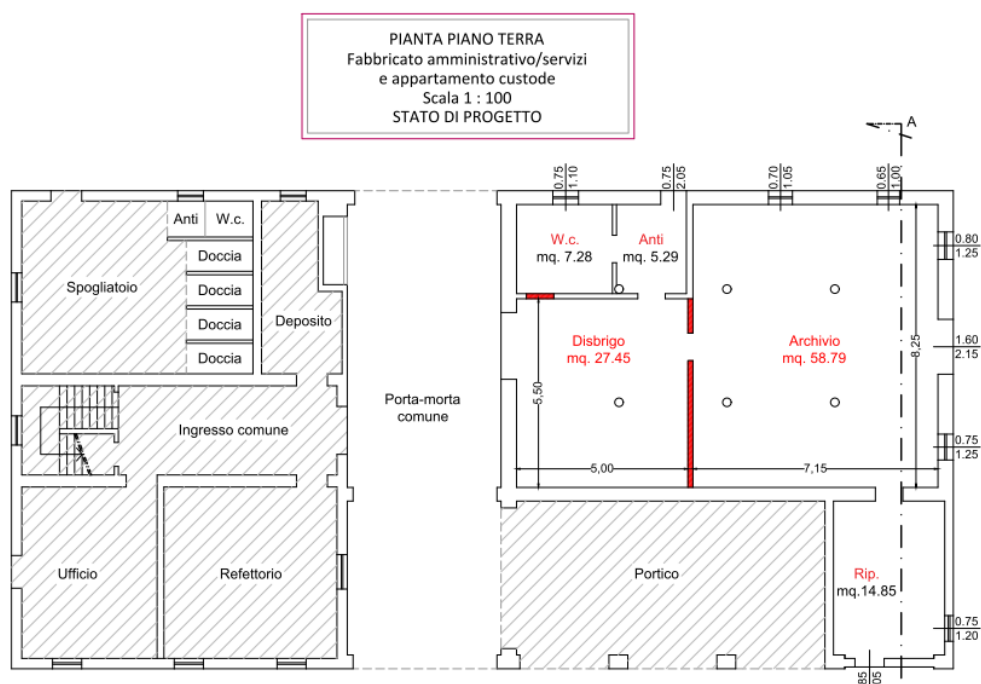 PIANTA PIANO TERRA
Fabbricato amministrativo/servizi
e appartamento custode
Scala 1 : 100
STATO DI PROGETTO
A
0.75
1.10
0.75
2.05
0.70
1.05
0.65
1.00
Anti
W.c.
Doccia
Doccia
Doccia
Doccia
Spogliatoio
Deposito
W.c.
mq. 7.28
Anti
mq. 5.29
0.80
1.25
Disbrigo
mq. 27.45
Archivio
mq. 58.79
8,25
1.60
2.15
5,50
Porta-morta
comune
Ingresso comune
0.75
1.25
5,00
7,15
Ufficio
Refettorio
Portico
Rip.
mq.14.85
0.75
1.20
85
05
A